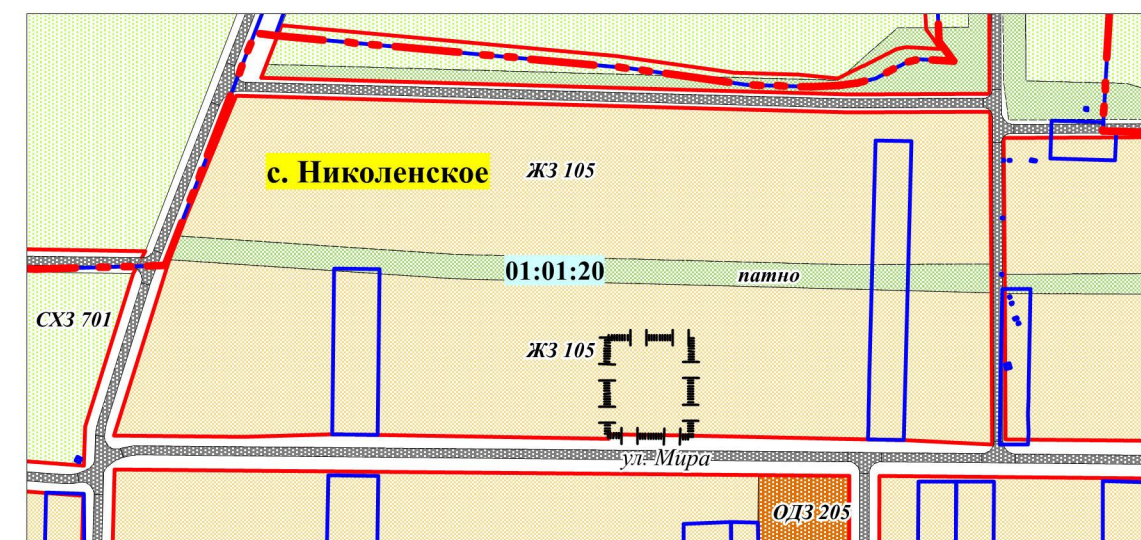 с. Николенское
ЖЗ 105
01:01:20
патно
СХЗ 701
ЖЗ 105
ул. Мира
ОДЗ 205